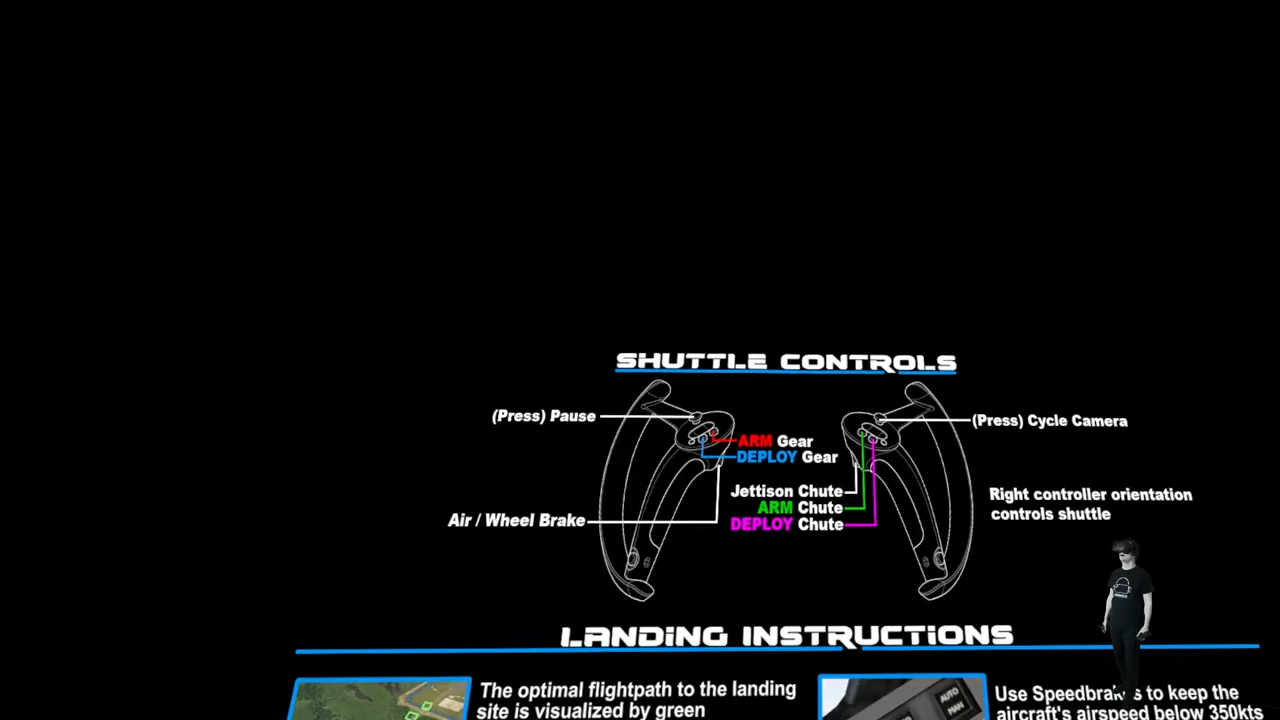 SHUTTLE CONTROLS
(Press) Pause
(Press) Cycle Camera
ARM Gear
DEPLOY Gear
Jettison Chute
ARM Chute
DEPLOY Chute
Air / Wheel Brake
Right controller orientation
controls shuttle
LANDING INSTRUCTIONS
The optimal flightpath to the landing
site is visualized by green
AUTO
MAN
Use to keep the
aircraft's airspeed below 350kts